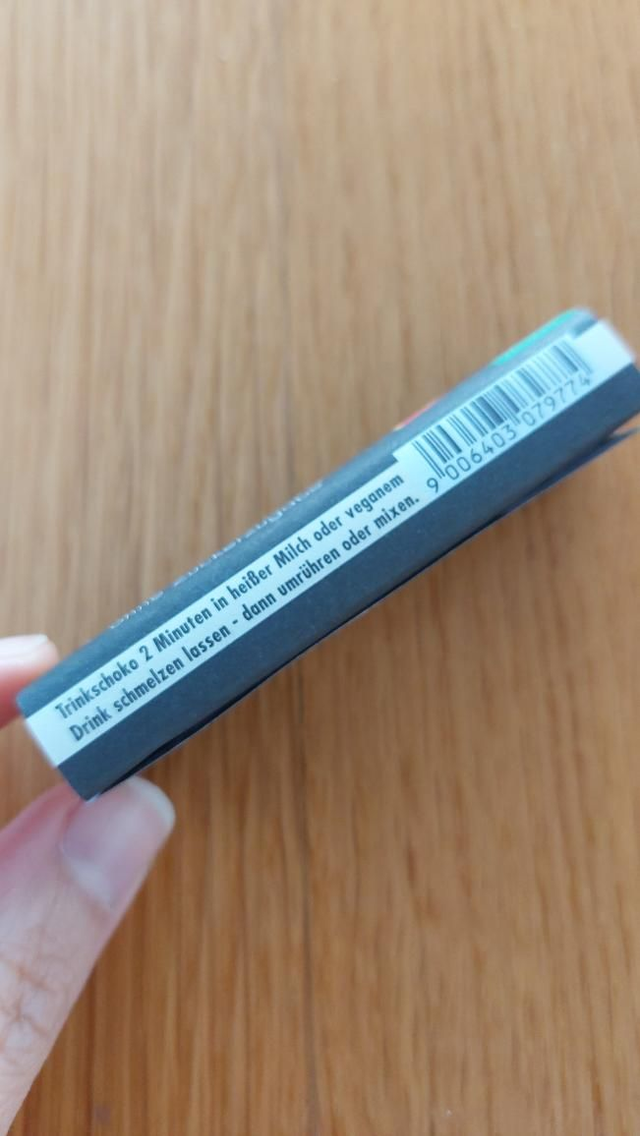 Trinkschoko 2 Minuten in heißer Milch oder veganem
Drink schmelzen lassen - dann umrühren oder mixen.
9 006403 079774